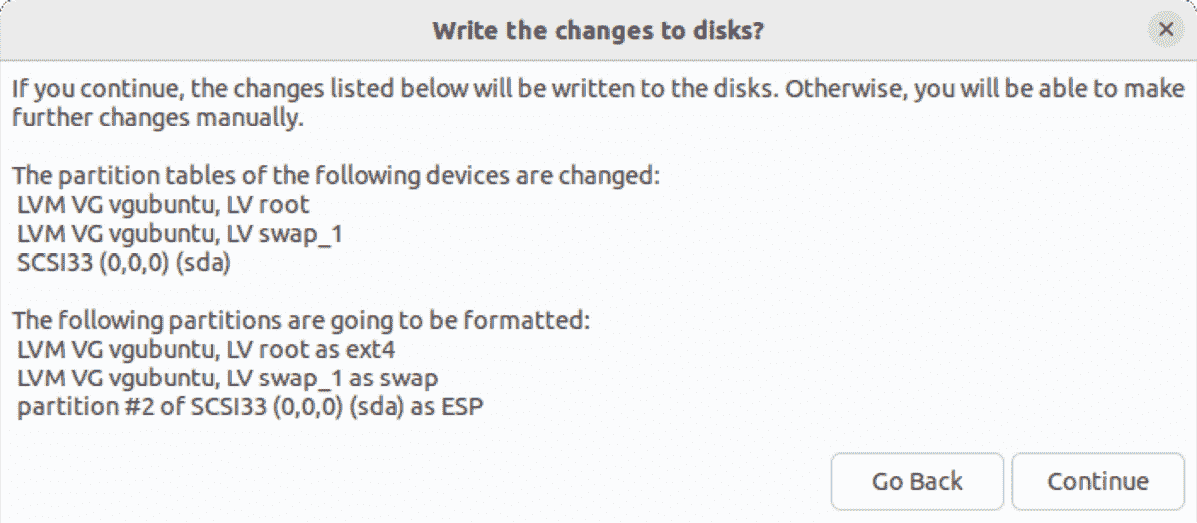 Write the changes to disks?
If you continue, the changes listed below will be written to the disks. Otherwise, you will be able to make
further changes manually.
The partition tables of the following devices are changed:
LVM VG vgubuntu, LV root
LVM VG vgubuntu, LV swap_1
SCSI33 (0,0,0) (sda)
The following partitions are going to be formatted:
LVM VG vgubuntu, LV root as ext4
LVM VG vgubuntu, LV swap_1 as swap
partition #2 of SCSI33 (0,0,0) (sda) as ESP
Go Back Continue